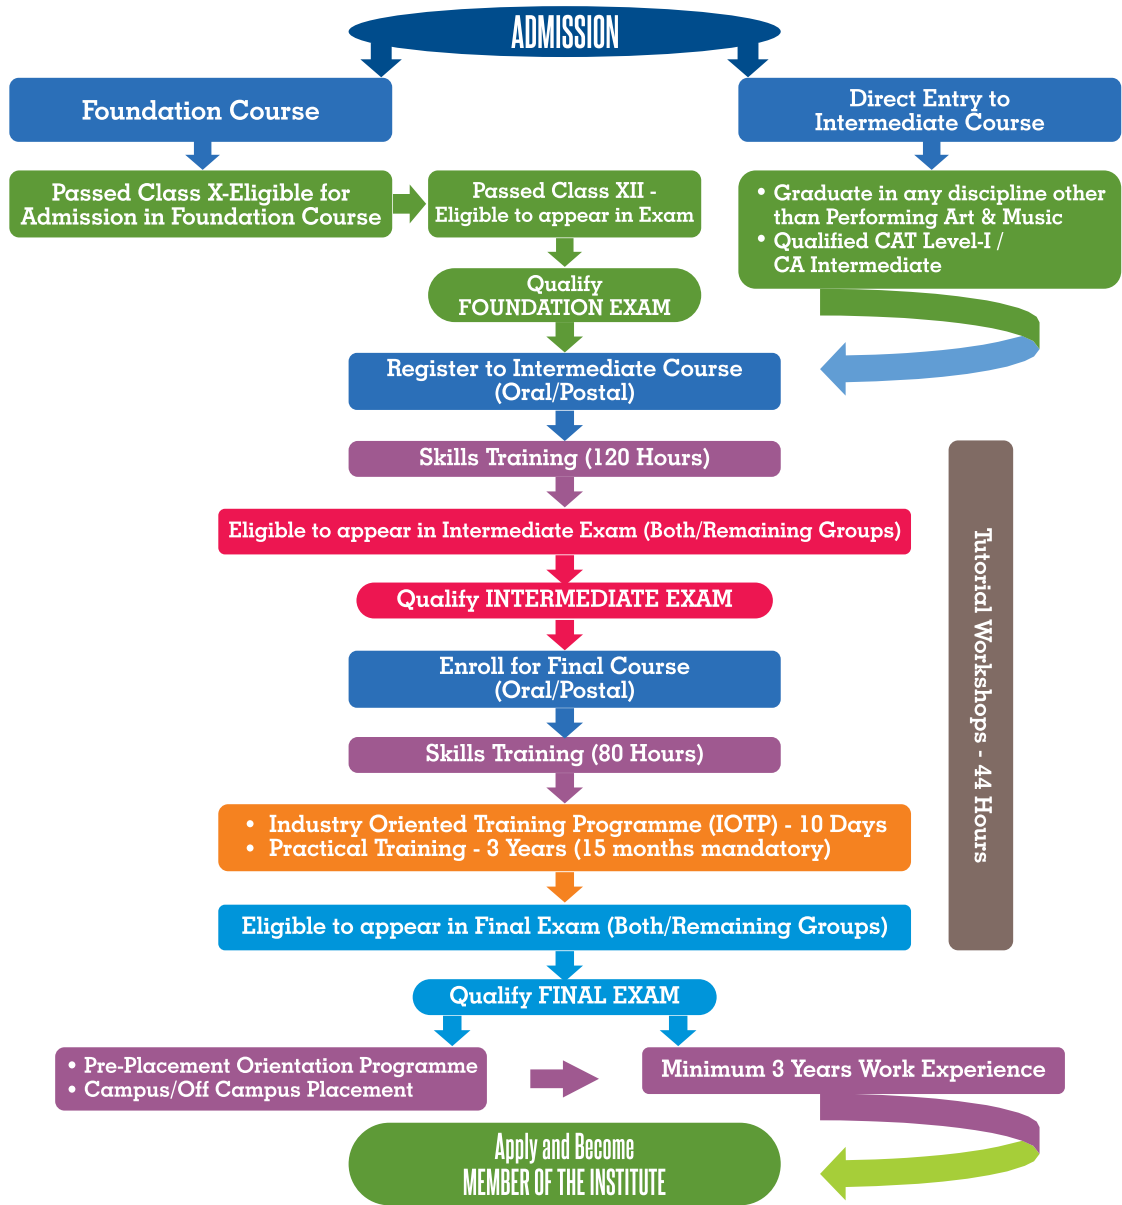 ADMISSION
Foundation Course
Direct Entry to
Intermediate Course
Passed Class X-Eligible for
Admission in Foundation Course
Passed Class XII -
Eligible to appear in Exam
• Graduate in any discipline other
than Performing Art & Music
• Qualified CAT Level-I /
CA Intermediate
Qualify
FOUNDATION EXAM
Register to Intermediate Course
(Oral/Postal)
Skills Training (120 Hours)
Eligible to appear in Intermediate Exam (Both/Remaining Groups)
Qualify INTERMEDIATE EXAM
Enroll for Final Course
(Oral/Postal)
Skills Training (80 Hours)
• Industry Oriented Training Programme (IOTP) - 10 Days
• Practical Training - 3 Years (15 months mandatory)
Eligible to appear in Final Exam (Both/Remaining Groups)
Tutorial Workshops - 44 Hours
Qualify FINAL EXAM
• Pre-Placement Orientation Programme
• Campus/Off Campus Placement
Minimum 3 Years Work Experience
Apply and Become
MEMBER OF THE INSTITUTE